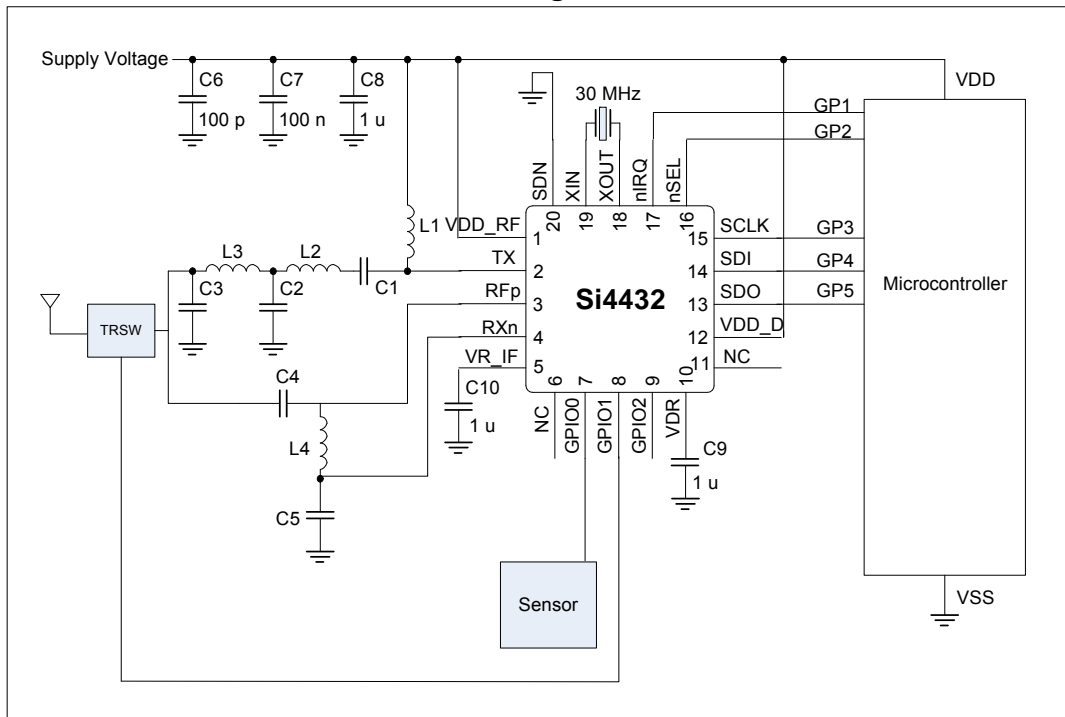 Supply Voltage
C6
100 p
C7
100 n
C8
1 u
30 MHz
VDD
GP1
GP2
SDN
XIN
XOUT
nIRQ
nSEL
20
19
18
17
16
L1
VDD_RF
1
TX
2
RFp
3
RXn
4
VR_IF
5
Si4432
SCLK
15
GP3
SDI
14
GP4
SDO
13
GP5
VDD_D
12
NC
11
Microcontroller
L3
L2
C3
C2
C1
TRSW
C4
L4
C5
C10
1 u
6
7
8
9
10
NC
GPIO0
GPIO1
GPIO2
VDR
C9
1 u
Sensor
VSS